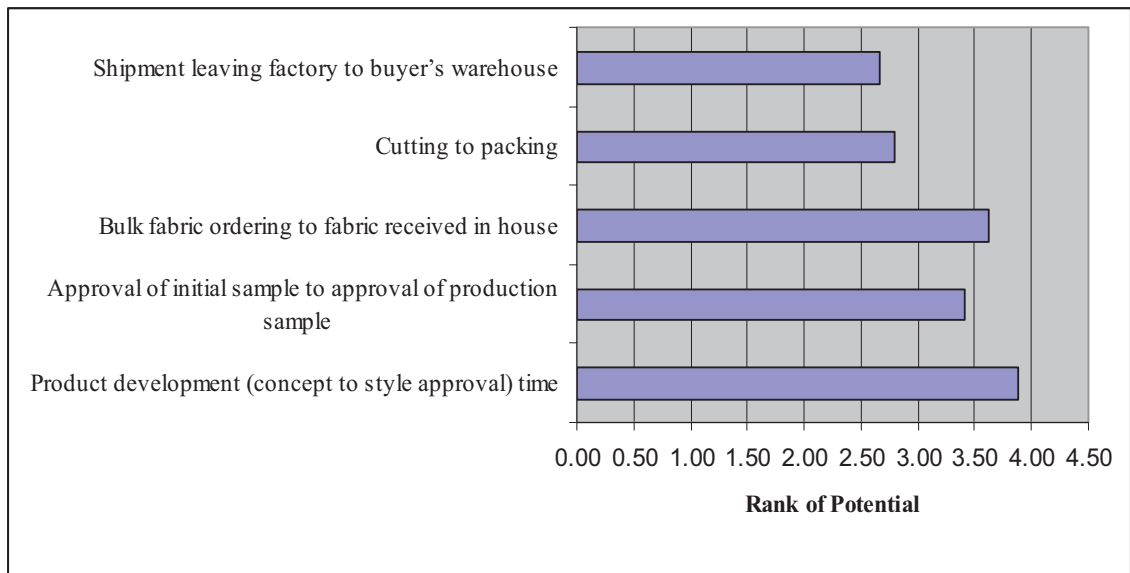 Shipment leaving factory to buyer’s warehouse
Cutting to packing
Bulk fabric ordering to fabric received in house
Approval of initial sample to approval of production
sample
Product development (concept to style approval) time
0.00 0.50 1.00 1.50 2.00 2.50 3.00 3.50 4.00 4.50
Rank of Potential